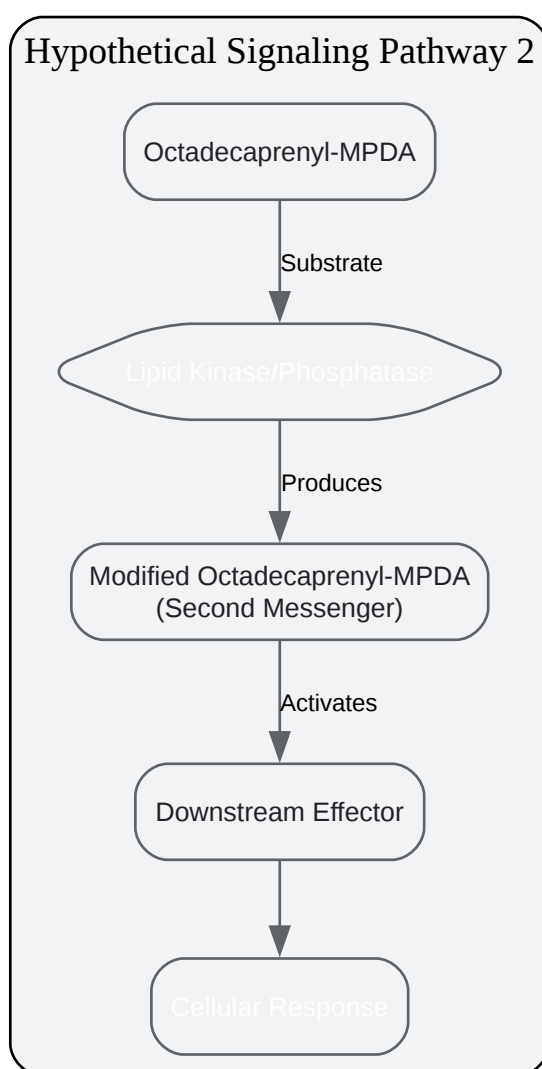 Hypothetical Signaling Pathway 2
Octadecaprenyl-MPDA
Substrate
Lipid Kinase/Phosphatase
Produces
Modified Octadecaprenyl-MPDA
(Second Messenger)
Activates
Downstream Effector
Cellular Response